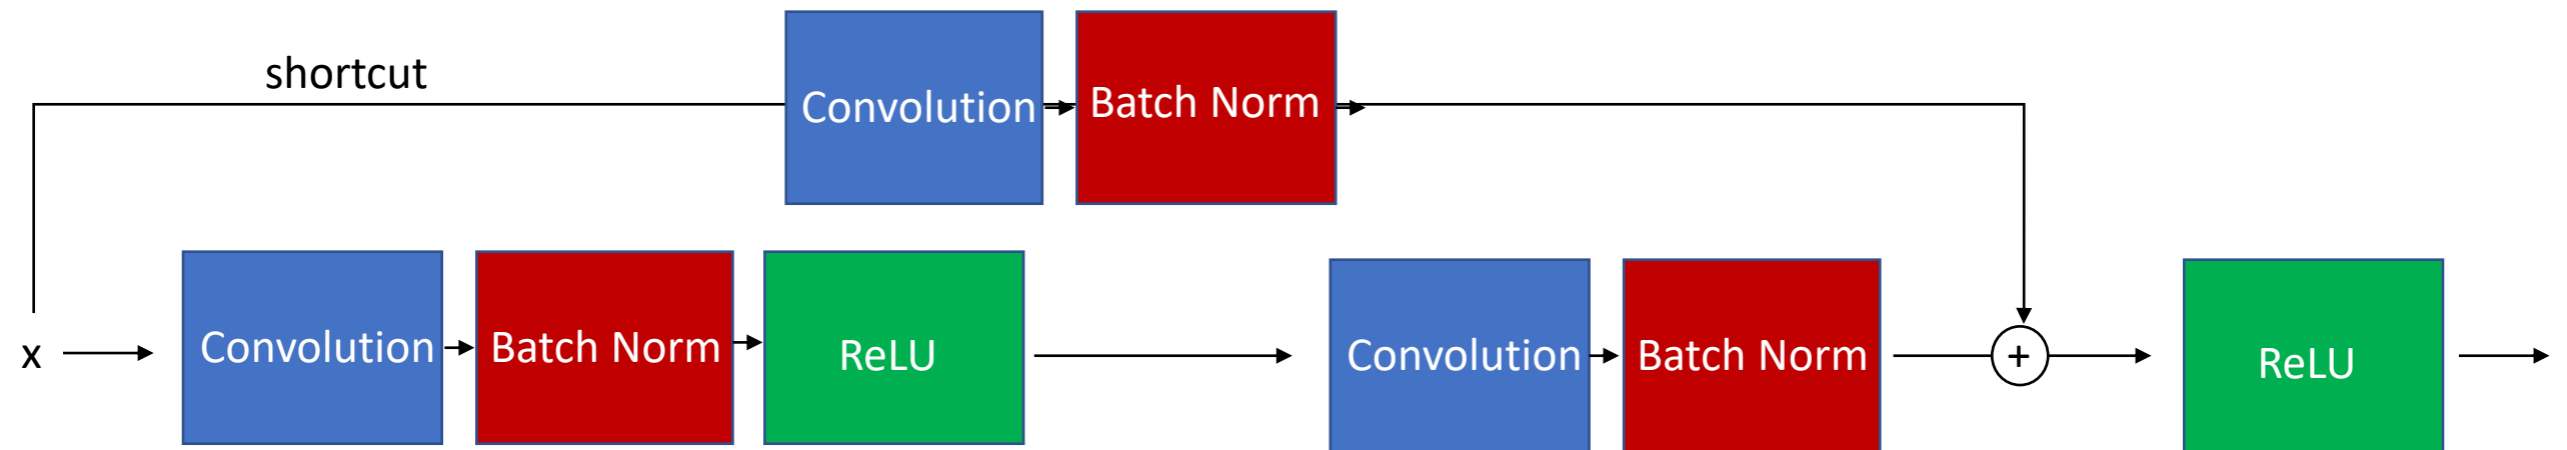 shortcut
Convolution
Batch Norm
x
Convolution
Batch Norm
ReLU
Convolution
Batch Norm
+
ReLU